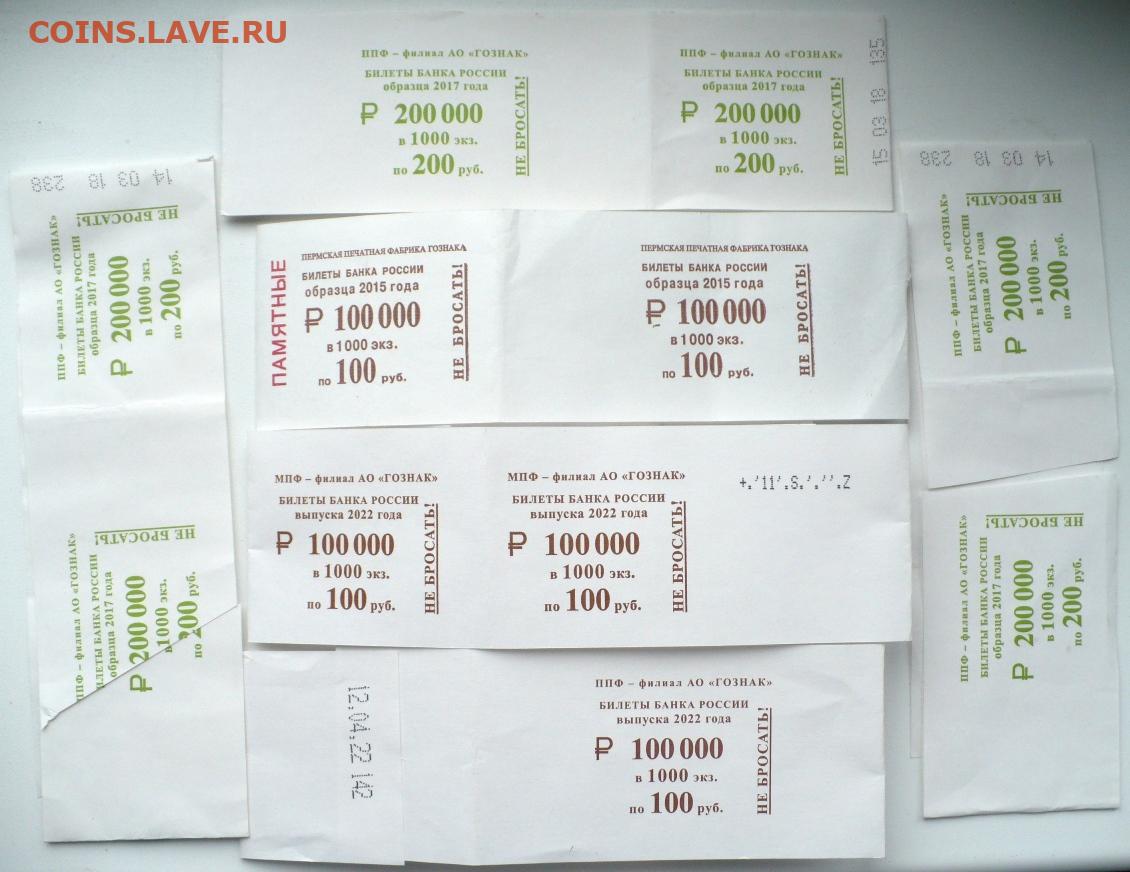 COINS.LAVE.RU
ППФ – филиал АО «ГОЗНАК»
БИЛЕТЫ БАНКА РОССИИ
образца 2017 года
₽ 200 000
в 1000 экз.
по 200 руб.
НЕ БРОСАТЬ!
ППФ – филиал АО «ГОЗНАК»
БИЛЕТЫ БАНКА РОССИИ
образца 2017 года
₽ 200 000
в 1000 экз.
по 200 руб.
НЕ БРОСАТЬ!
15 03 18 135
14 03 18 238
ППФ – филиал АО «ГОЗНАК»
БИЛЕТЫ БАНКА РОССИИ
образца 2017 года
₽ 200 000
в 1000 экз.
по 200 руб.
НЕ БРОСАТЬ!
ППФ – филиал АО «ГОЗНАК»
БИЛЕТЫ БАНКА РОССИИ
образца 2017 года
₽ 200 000
в 1000 экз.
по 200 руб.
НЕ БРОСАТЬ!
ПАМЯТНЫЕ
ПЕРМСКАЯ ПЕЧАТНАЯ ФАБРИКА ГОЗНАКА
БИЛЕТЫ БАНКА РОССИИ
образца 2015 года
₽ 100 000
в 1000 экз.
по 100 руб.
НЕ БРОСАТЬ!
ПЕРМСКАЯ ПЕЧАТНАЯ ФАБРИКА ГОЗНАКА
БИЛЕТЫ БАНКА РОССИИ
образца 2015 года
₽ 100 000
в 1000 экз.
по 100 руб.
НЕ БРОСАТЬ!
МПФ – филиал АО «ГОЗНАК»
БИЛЕТЫ БАНКА РОССИИ
выпуска 2022 года
₽ 100 000
в 1000 экз.
по 100 руб.
НЕ БРОСАТЬ!
МПФ – филиал АО «ГОЗНАК»
БИЛЕТЫ БАНКА РОССИИ
выпуска 2022 года
₽ 100 000
в 1000 экз.
по 100 руб.
НЕ БРОСАТЬ!
12.04.22 142
ППФ – филиал АО «ГОЗНАК»
БИЛЕТЫ БАНКА РОССИИ
выпуска 2022 года
₽ 100 000
в 1000 экз.
по 100 руб.
НЕ БРОСАТЬ!
14 03 18 238
ППФ – филиал АО «ГОЗНАК»
БИЛЕТЫ БАНКА РОССИИ
образца 2017 года
₽ 200 000
в 1000 экз.
по 200 руб.
НЕ БРОСАТЬ!
ППФ – филиал АО «ГОЗНАК»
БИЛЕТЫ БАНКА РОССИИ
образца 2017 года
₽ 200 000
в 1000 экз.
по 200 руб.
НЕ БРОСАТЬ!